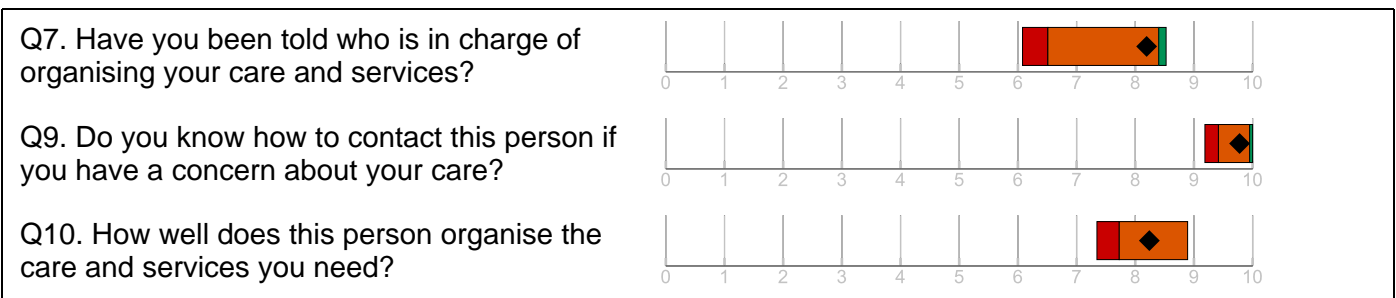 Q7. Have you been told who is in charge of
organising your care and services?
0 1 2 3 4 5 6 7 8 9 10
Q9. Do you know how to contact this person if
you have a concern about your care?
0 1 2 3 4 5 6 7 8 9 10
Q10. How well does this person organise the
care and services you need?
0 1 2 3 4 5 6 7 8 9 10